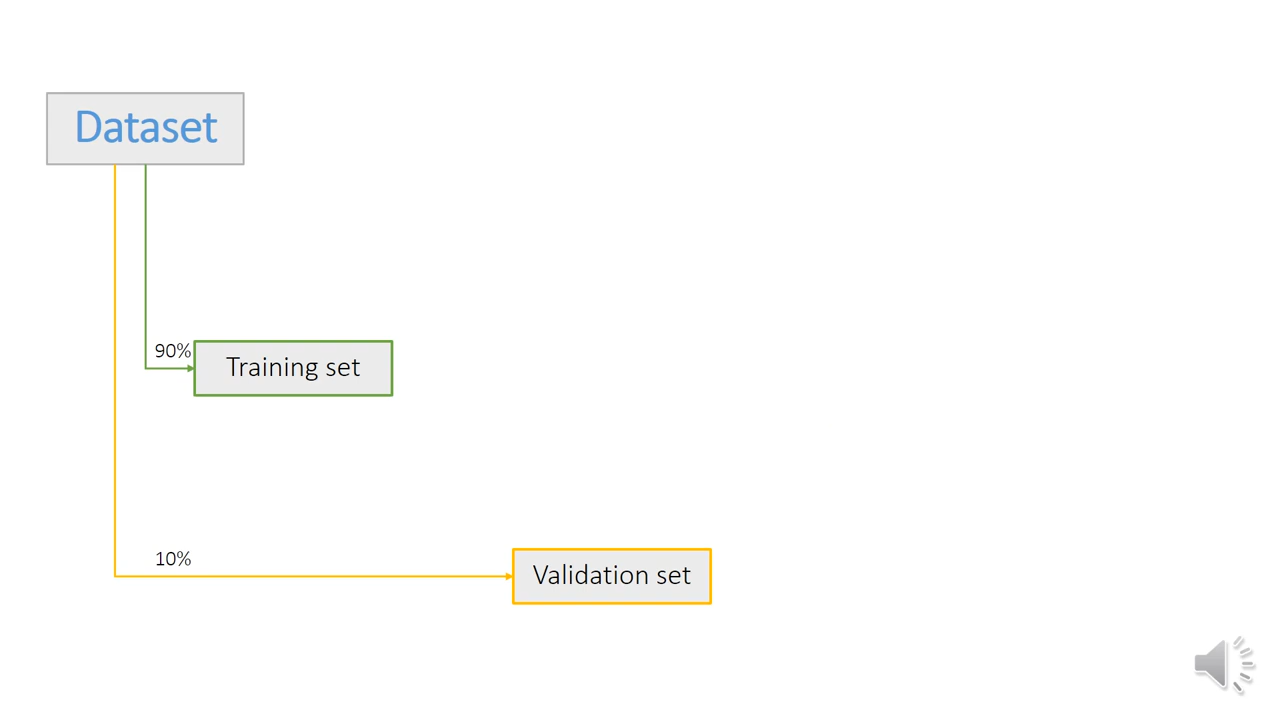 Dataset
90%
Training set
10%
Validation set